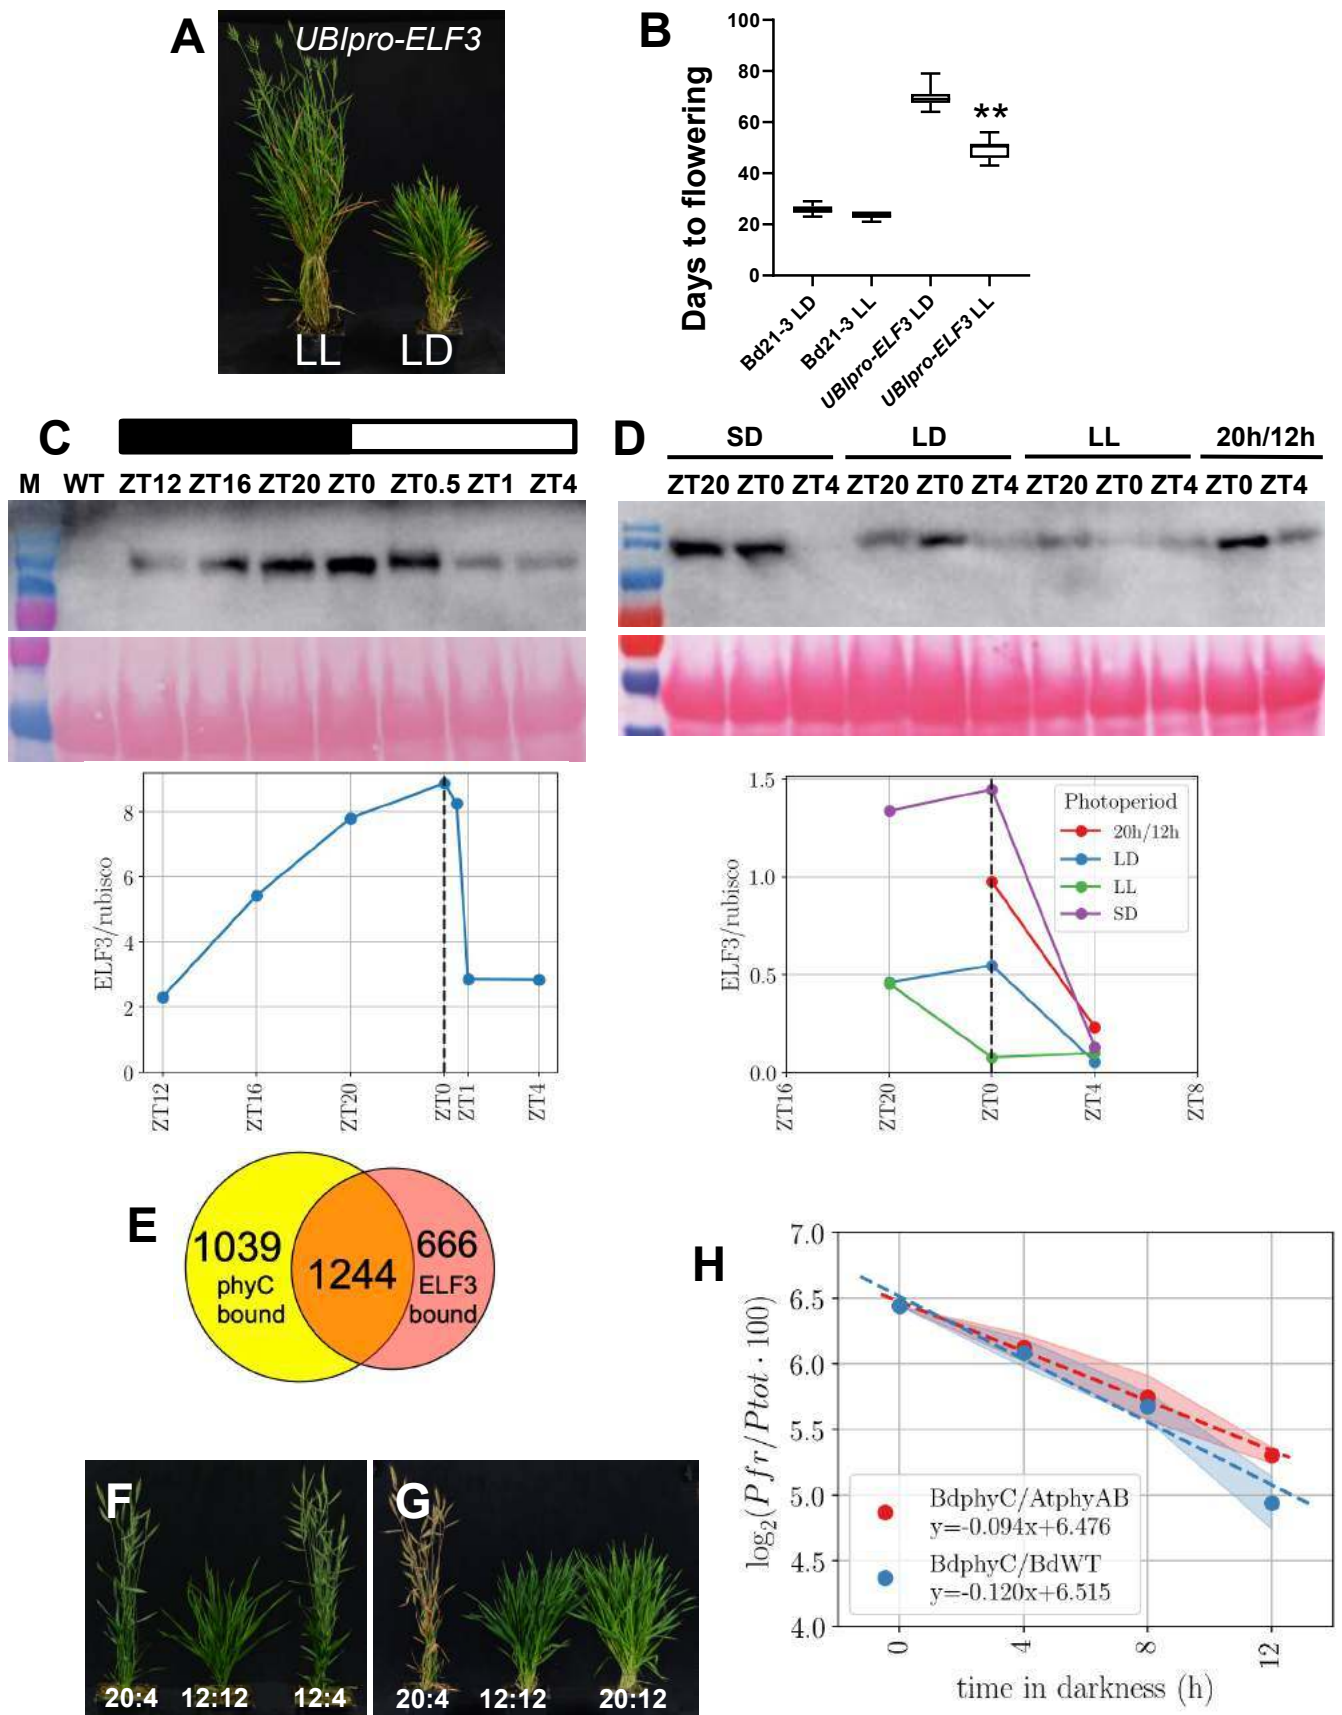 A
UBIpro-ELF3
LL LD
B
Days to flowering
100
80
60
40
20
0
**
Bd21-3 LD
Bd21-3 LL
UBIpro-ELF3 LD
UBIpro-ELF3 LL
C
M WT ZT12 ZT16 ZT20 ZT0 ZT0.5 ZT1 ZT4
ELF3/rubisco
8
6
4
2
0
ZT12
ZT16
ZT20
ZT0
ZT1
ZT4
D
SD LD LL 20h/12h
ZT20 ZT0 ZT4 ZT20 ZT0 ZT4 ZT20 ZT0 ZT4 ZT0 ZT4
ELF3/rubisco
1.5
1.0
0.5
0.0
Photoperiod
20h/12h
LD
LL
SD
ZT16
ZT20
ZT0
ZT4
ZT8
E
1039
phyC
bound
1244
666
ELF3
bound
F
20:4 12:12 12:4
G
20:4 12:12 20:12
H
log₂(Pfr/Ptot · 100)
7.0
6.5
6.0
5.5
5.0
4.5
4.0
BdphyC/AtphyAB
y=-0.094x+6.476
BdphyC/BdWT
y=-0.120x+6.515
0
4
8
12
time in darkness (h)